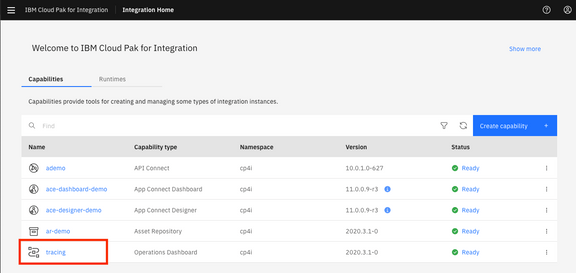 IBM Cloud Pak for Integration | Integration Home
Welcome to IBM Cloud Pak for Integration
Show more
Capabilities Runtimes
Capabilities provide tools for creating and managing some types of integration instances.
Find
Create capability +
Name Capability type Namespace Version Status
ademo API Connect cp4i 10.0.1.0-627 Ready
ace-dashboard-demo App Connect Dashboard cp4i 11.0.0.9-r3 Ready
ace-designer-demo App Connect Designer cp4i 11.0.0.9-r3 Ready
ar-demo Asset Repository cp4i 2020.3.1-0 Ready
tracing Operations Dashboard cp4i 2020.3.1-0 Ready